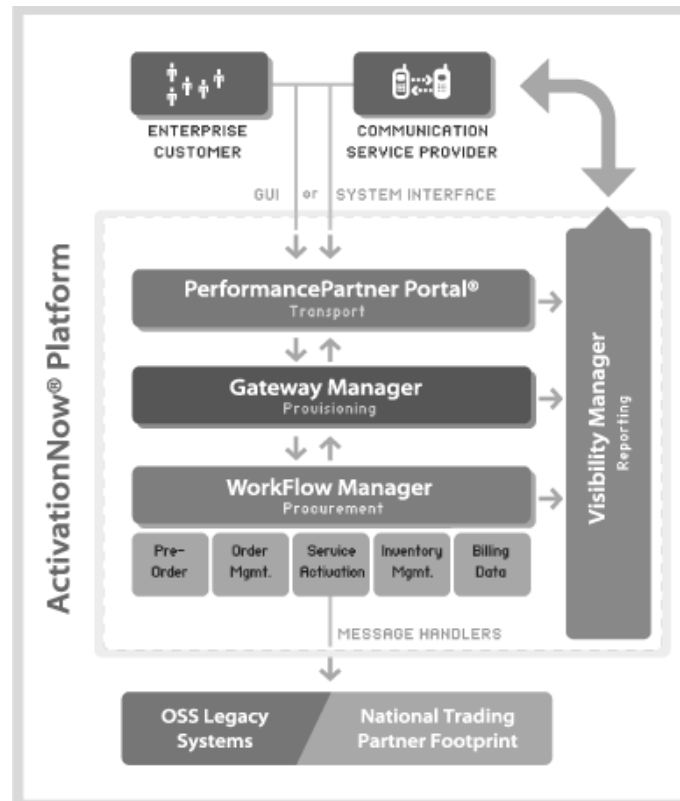 ENTERPRISE
CUSTOMER
COMMUNICATION
SERVICE PROVIDER
GUI or SYSTEM INTERFACE
ActivationNow® Platform
PerformancePartner Portal®
Transport
Gateway Manager
Provisioning
WorkFlow Manager
Procurement
Pre-
Order
Order
Mgmt.
Service
Activation
Inventory
Mgmt.
Billing
Data
Visibility Manager
Reporting
MESSAGE HANDLERS
OSS Legacy
Systems
National Trading
Partner Footprint